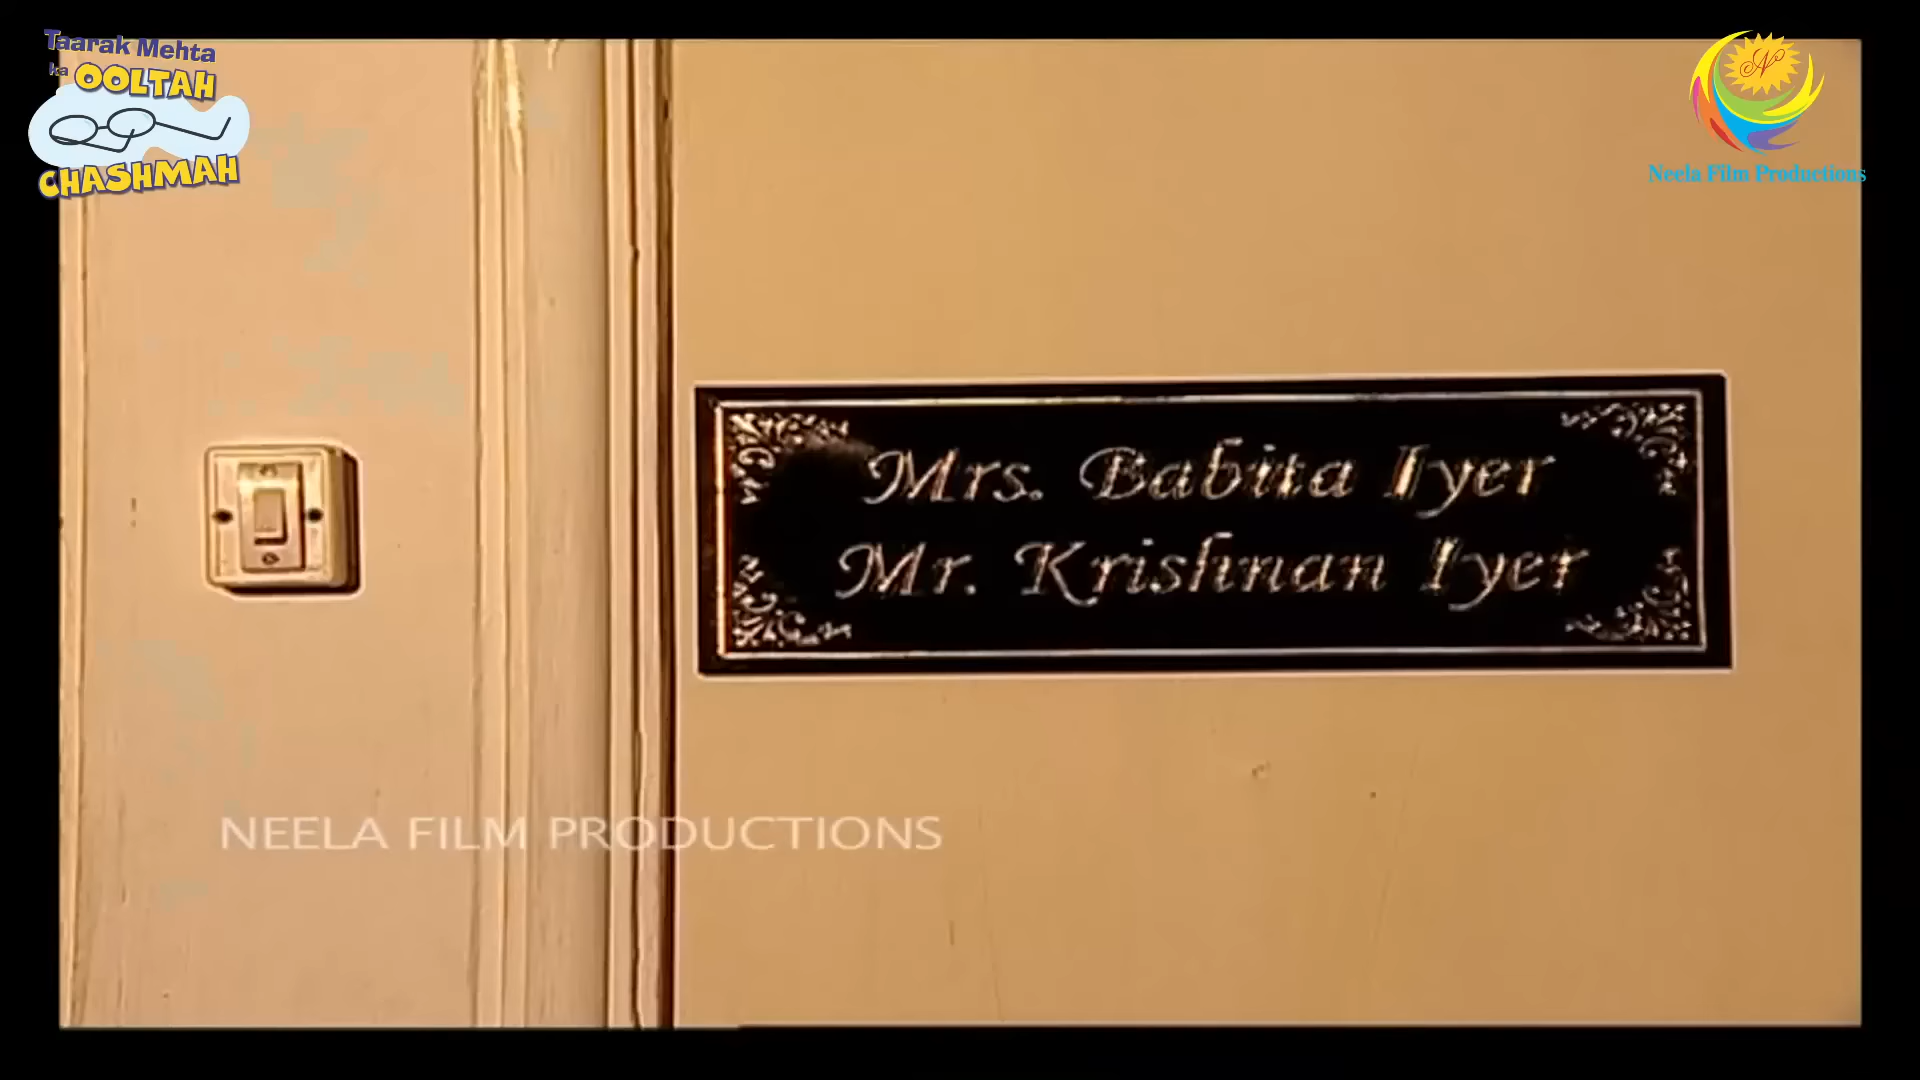 Taarak Mehta
ka OOLTAH
CHASHMAH
Neela Film Productions
Mrs. Babita Iyer
Mr. Krishnan Iyer
NEELA FILM PRODUCTIONS